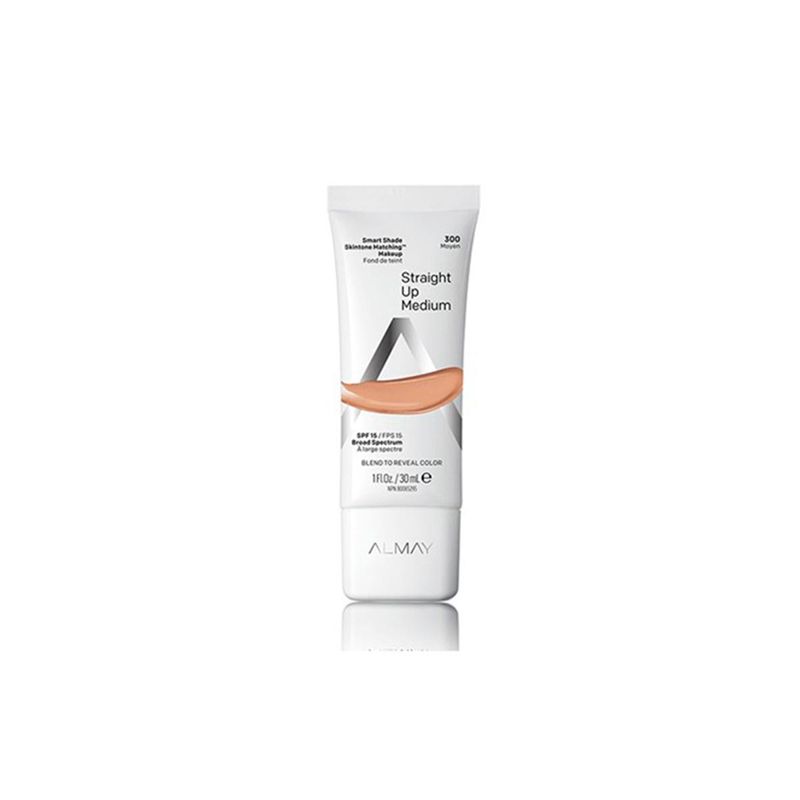 Smart Shade
Skintone Matching™
Makeup
Fond de teint
300
Moyen
Straight
Up
Medium
SPF 15 / FPS 15
Broad Spectrum
À large spectre
BLEND TO REVEAL COLOR
1 Fl.Oz. / 30 mL ℮
ALMAY